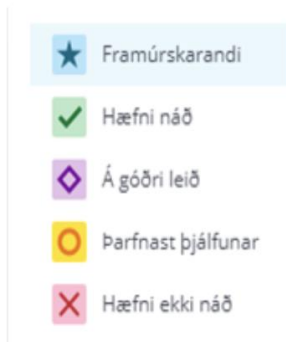 Framúrskarandi
Hæfni náð
Á góðri leið
Þarfnast þjálfunar
Hæfni ekki náð